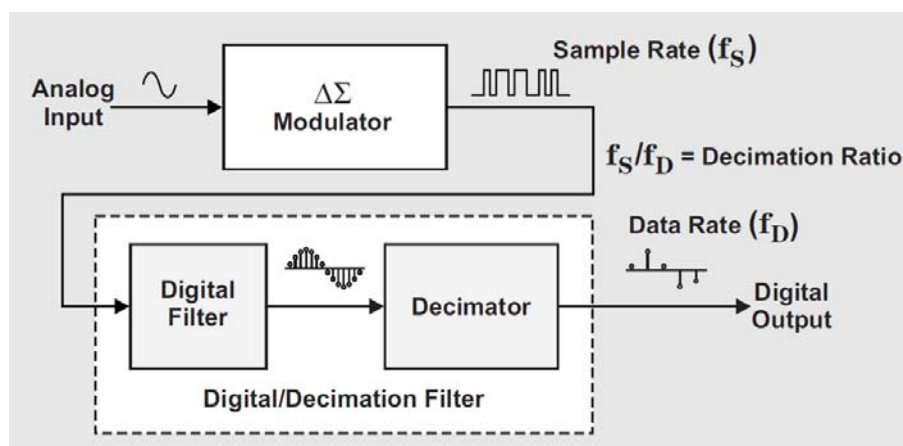 Sample Rate (fS)
Analog
Input
ΔΣ
Modulator
fS/fD = Decimation Ratio
Data Rate (fD)
Digital
Filter
Decimator
Digital
Output
Digital/Decimation Filter